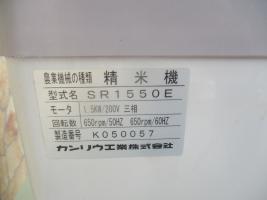 農業機械の種類 精米機
型式名 SR1550E
モータ 1.5KW/200V 三相
回転数 650rpm/50HZ 650rpm/60HZ
製造番号 K050057
カンリウ工業株式会社